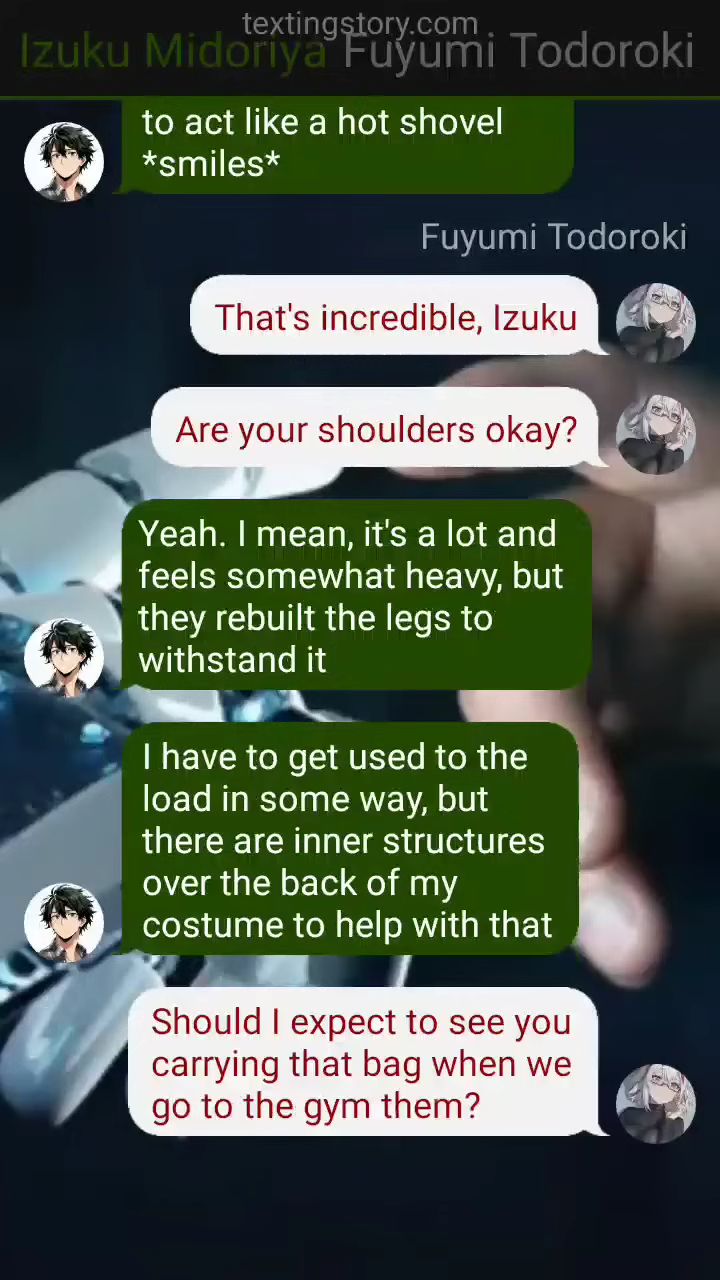 textingstory.com
Izuku Midoriya Fuyumi Todoroki
to act like a hot shovel
*smiles*
Fuyumi Todoroki
That's incredible, Izuku
Are your shoulders okay?
Yeah. I mean, it's a lot and
feels somewhat heavy, but
they rebuilt the legs to
withstand it
I have to get used to the
load in some way, but
there are inner structures
over the back of my
costume to help with that
Should I expect to see you
carrying that bag when we
go to the gym them?